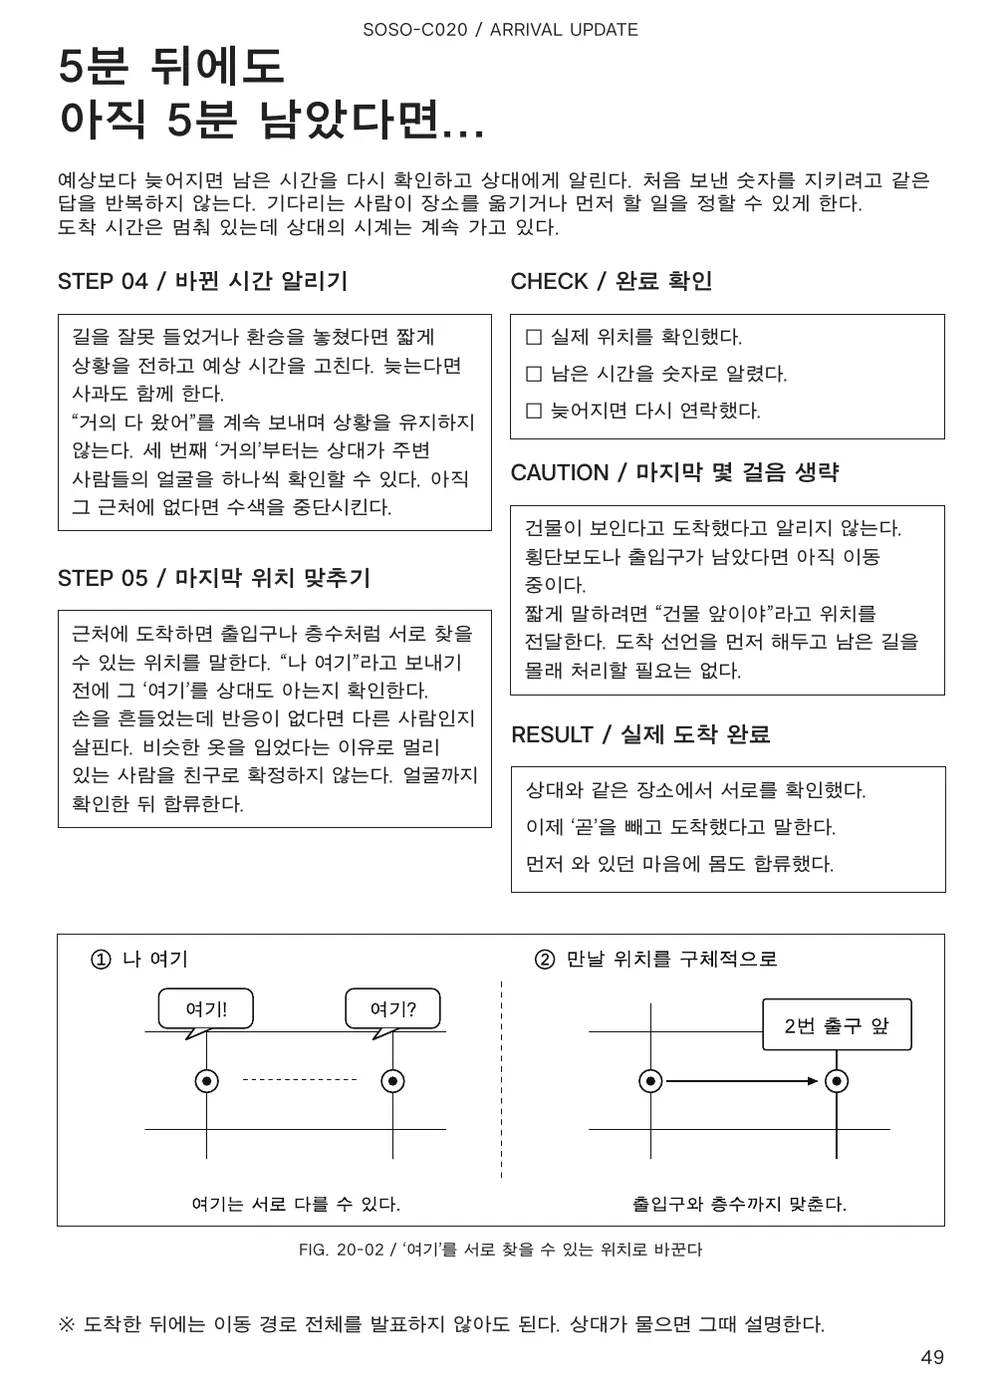 SOSO-C020 / ARRIVAL UPDATE
5분 뒤에도
아직 5분 남았다면...
예상보다 늦어지면 남은 시간을 다시 확인하고 상대에게 알린다. 처음 보낸 숫자를 지키려고 같은
답을 반복하지 않는다. 기다리는 사람이 장소를 옮기거나 먼저 할 일을 정할 수 있게 한다.
도착 시간은 멈춰 있는데 상대의 시계는 계속 가고 있다.
STEP 04 / 바뀐 시간 알리기
길을 잘못 들었거나 환승을 놓쳤다면 짧게
상황을 전하고 예상 시간을 고친다. 늦는다면
사과도 함께 한다.
“거의 다 왔어”를 계속 보내며 상황을 유지하지
않는다. 세 번째 ‘거의’부터는 상대가 주변
사람들의 얼굴을 하나씩 확인할 수 있다. 아직
그 근처에 없다면 수색을 중단시킨다.
STEP 05 / 마지막 위치 맞추기
근처에 도착하면 출입구나 층수처럼 서로 찾을
수 있는 위치를 말한다. “나 여기”라고 보내기
전에 그 ‘여기’를 상대도 아는지 확인한다.
손을 흔들었는데 반응이 없다면 다른 사람인지
살핀다. 비슷한 옷을 입었다는 이유로 멀리
있는 사람을 친구로 확정하지 않는다. 얼굴까지
확인한 뒤 합류한다.
CHECK / 완료 확인
□ 실제 위치를 확인했다.
□ 남은 시간을 숫자로 알렸다.
□ 늦어지면 다시 연락했다.
CAUTION / 마지막 몇 걸음 생략
건물이 보인다고 도착했다고 알리지 않는다.
횡단보도나 출입구가 남았다면 아직 이동
중이다.
짧게 말하려면 “건물 앞이야”라고 위치를
전달한다. 도착 선언을 먼저 해두고 남은 길을
몰래 처리할 필요는 없다.
RESULT / 실제 도착 완료
상대와 같은 장소에서 서로를 확인했다.
이제 ‘곧’을 빼고 도착했다고 말한다.
먼저 와 있던 마음에 몸도 합류했다.
① 나 여기
여기!
여기?
여기는 서로 다를 수 있다.
② 만날 위치를 구체적으로
2번 출구 앞
출입구와 층수까지 맞춘다.
FIG. 20-02 / ‘여기’를 서로 찾을 수 있는 위치로 바꾼다
※ 도착한 뒤에는 이동 경로 전체를 발표하지 않아도 된다. 상대가 물으면 그때 설명한다.
49